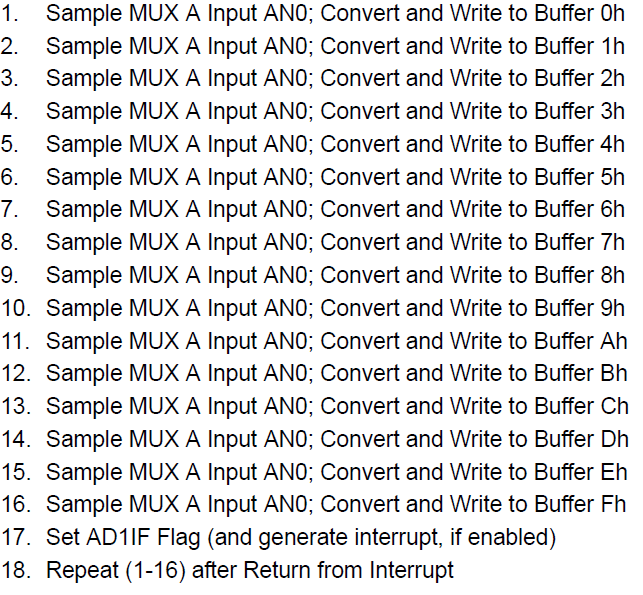 1. Sample MUX A Input AN0; Convert and Write to Buffer 0h
2. Sample MUX A Input AN0; Convert and Write to Buffer 1h
3. Sample MUX A Input AN0; Convert and Write to Buffer 2h
4. Sample MUX A Input AN0; Convert and Write to Buffer 3h
5. Sample MUX A Input AN0; Convert and Write to Buffer 4h
6. Sample MUX A Input AN0; Convert and Write to Buffer 5h
7. Sample MUX A Input AN0; Convert and Write to Buffer 6h
8. Sample MUX A Input AN0; Convert and Write to Buffer 7h
9. Sample MUX A Input AN0; Convert and Write to Buffer 8h
10. Sample MUX A Input AN0; Convert and Write to Buffer 9h
11. Sample MUX A Input AN0; Convert and Write to Buffer Ah
12. Sample MUX A Input AN0; Convert and Write to Buffer Bh
13. Sample MUX A Input AN0; Convert and Write to Buffer Ch
14. Sample MUX A Input AN0; Convert and Write to Buffer Dh
15. Sample MUX A Input AN0; Convert and Write to Buffer Eh
16. Sample MUX A Input AN0; Convert and Write to Buffer Fh
17. Set AD1IF Flag (and generate interrupt, if enabled)
18. Repeat (1-16) after Return from Interrupt